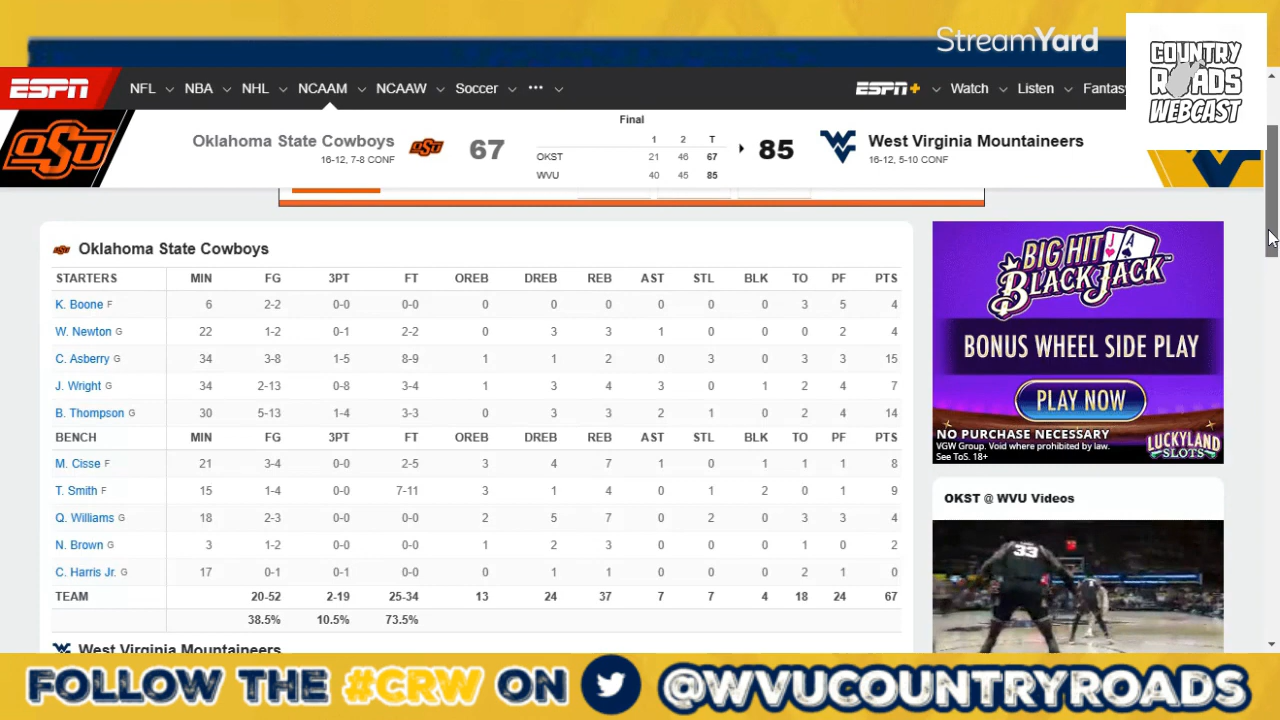 StreamYard
COUNTRY
ROADS
WEBCAST
ESPN NFL NBA NHL NCAAM NCAAW Soccer ••• ESPN+ Watch Listen Fantasy
OSU
Oklahoma State Cowboys
16-12, 7-8 CONF
67
Final
1 2 T
OKST 21 46 67
WVU 40 45 85
85
West Virginia Mountaineers
16-12, 5-10 CONF
Oklahoma State Cowboys
STARTERS MIN FG 3PT FT OREB DREB REB AST STL BLK TO PF PTS
K. Boone F 6 2-2 0-0 0-0 0 0 0 0 0 0 3 5 4
W. Newton G 22 1-2 0-1 2-2 0 3 3 1 0 0 0 2 4
C. Asberry G 34 3-8 1-5 8-9 1 1 2 0 3 0 3 3 15
J. Wright G 34 2-13 0-8 3-4 1 3 4 3 0 1 2 4 7
B. Thompson G 30 5-13 1-4 3-3 0 3 3 2 1 0 2 4 14
BENCH MIN FG 3PT FT OREB DREB REB AST STL BLK TO PF PTS
M. Cisse F 21 3-4 0-0 2-5 3 4 7 1 0 1 1 1 8
T. Smith F 15 1-4 0-0 7-11 3 1 4 0 1 2 0 1 9
Q. Williams G 18 2-3 0-0 0-0 2 5 7 0 2 0 3 3 4
N. Brown G 3 1-2 0-0 0-0 1 2 3 0 0 0 1 0 2
C. Harris Jr. G 17 0-1 0-1 0-0 0 1 1 0 0 0 2 1 0
TEAM 20-52 2-19 25-34 13 24 37 7 7 4 18 24 67
38.5% 10.5% 73.5%
West Virginia Mountaineers
BIG HIT
BLACKJACK
BONUS WHEEL SIDE PLAY
PLAY NOW
NO PURCHASE NECESSARY
VGW Group. Void where prohibited by law.
See ToS. 18+
LUCKYLAND
SLOTS
OKST @ WVU Videos
33
FOLLOW THE #CRW ON @WVUCOUNTRYROADS